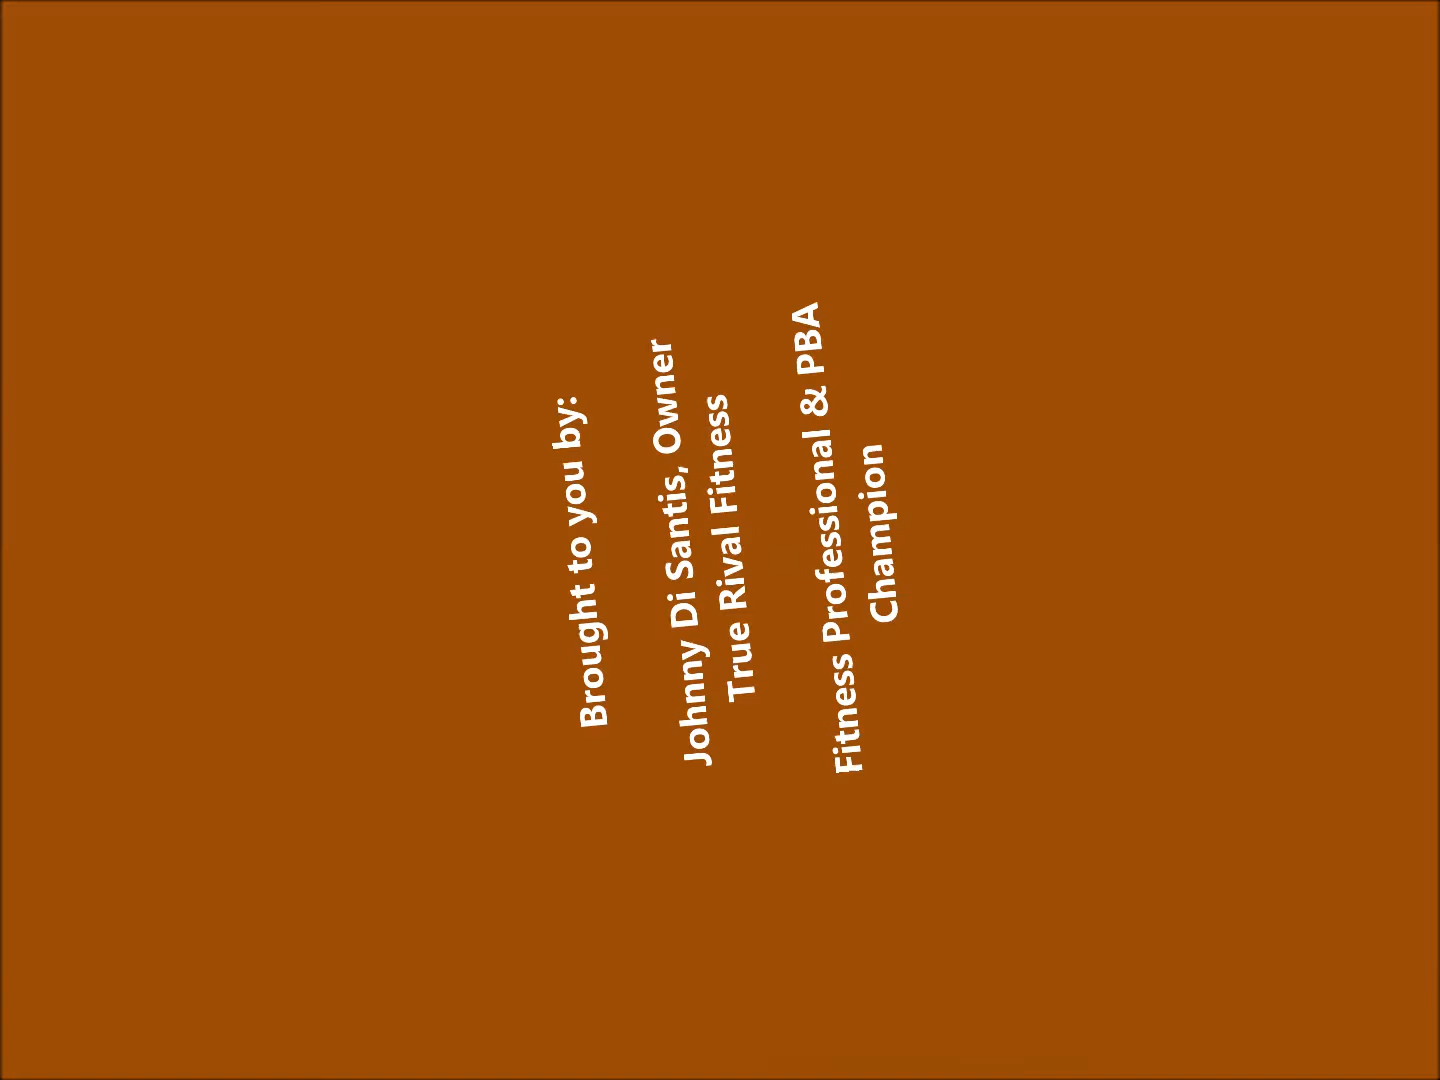 Brought to you by:
Johnny Di Santis, Owner
True Rival Fitness
Fitness Professional & PBA
Champion